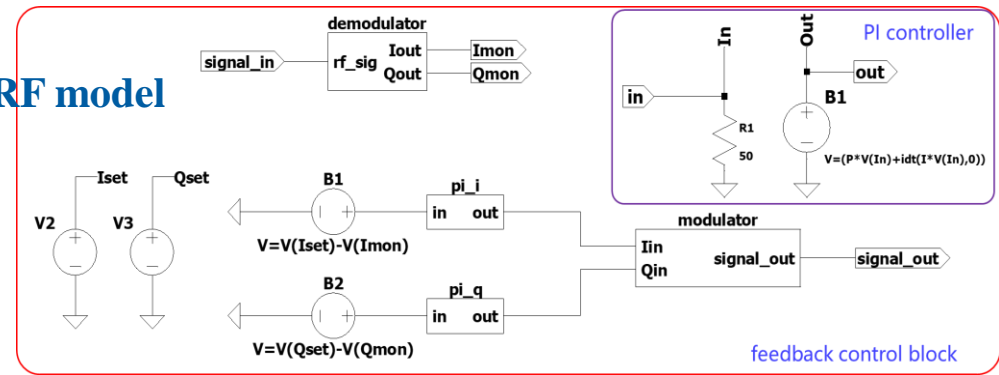 demodulator
signal_in
rf_sig
Iout
Qout
Imon
Qmon
RF model
PI controller
In
Out
in
out
R1
50
B1
V=(P*V(In)+idt(I*V(In),0))
Iset
Qset
V2
V3
+
−
+
−
+
−
B1
− +
V=V(Iset)-V(Imon)
pi_i
in out
B2
− +
V=V(Qset)-V(Qmon)
pi_q
in out
modulator
Iin
Qin
signal_out
signal_out
feedback control block